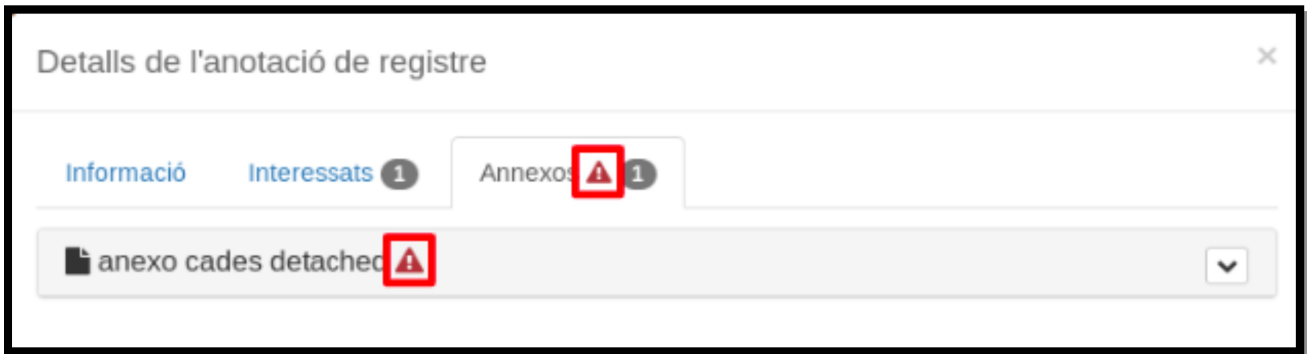 Detalls de l'anotació de registre ×
Informació Interessats 1 Annexos 1
anexo cades detached